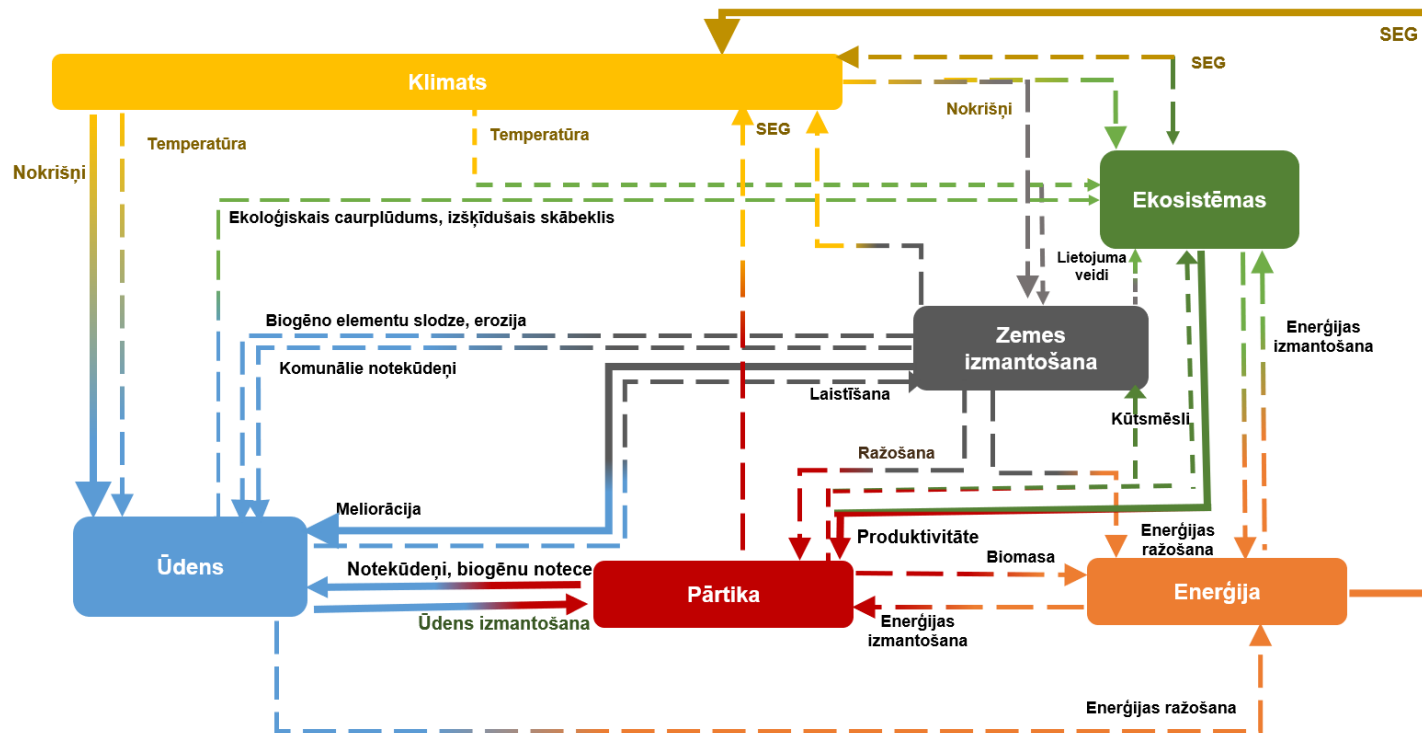 SEG
Klimats
SEG
Nokrišņi
SEG
Temperatūra
Temperatūra
Nokrišņi
Ekosistēmas
Ekoloģiskais caurplūdums, izšķīdušais skābeklis
Lietojuma
veidi
Biogēno elementu slodze, erozija
Zemes
izmantošana
Enerģijas
izmantošana
Komunālie notekūdeņi
Laistīšana
Kūtsmēsli
Ražošana
Meliorācija
Produktivitāte
Enerģijas
ražošana
Biomasa
Ūdens
Notekūdeņi, biogēnu notece
Pārtika
Enerģija
Ūdens izmantošana
Enerģijas
izmantošana
Enerģijas ražošana